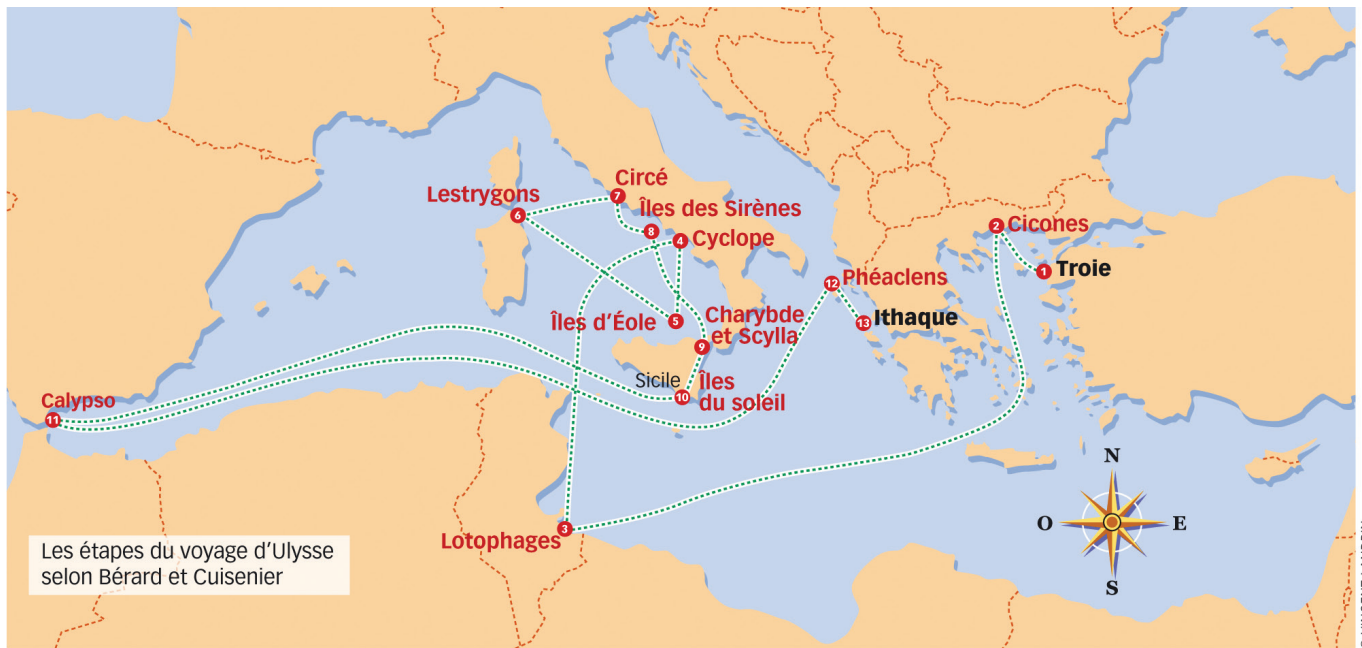 Circé
7
Lestrygons
6
Îles des Sirènes
8
4
Cyclope
2
Cicones
1
Troie
12
Phéaclens
Îles d'Éole
5
Charybde
et Scylla
9
13
Ithaque
Sicile
10
Îles
du soleil
Calypso
11
3
Lotophages
N
O
E
S
Les étapes du voyage d'Ulysse
selon Bérard et Cuisenier